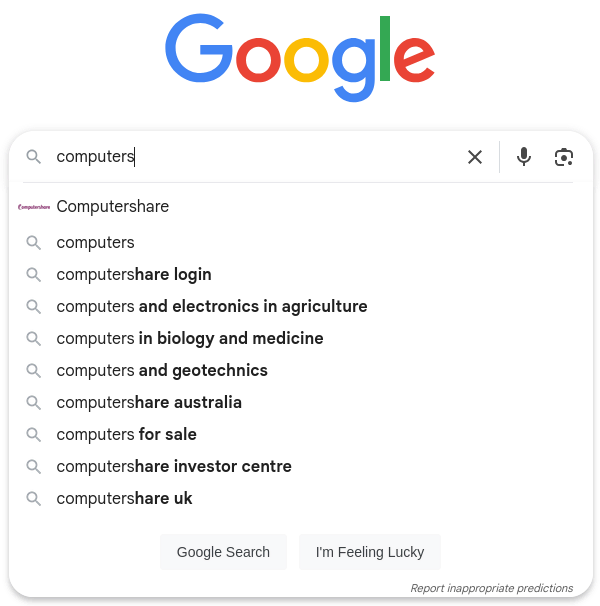 Google
computers
computershare
Computershare
computers
computershare login
computers and electronics in agriculture
computers in biology and medicine
computers and geotechnics
computershare australia
computers for sale
computershare investor centre
computershare uk
Google Search
I'm Feeling Lucky
Report inappropriate predictions